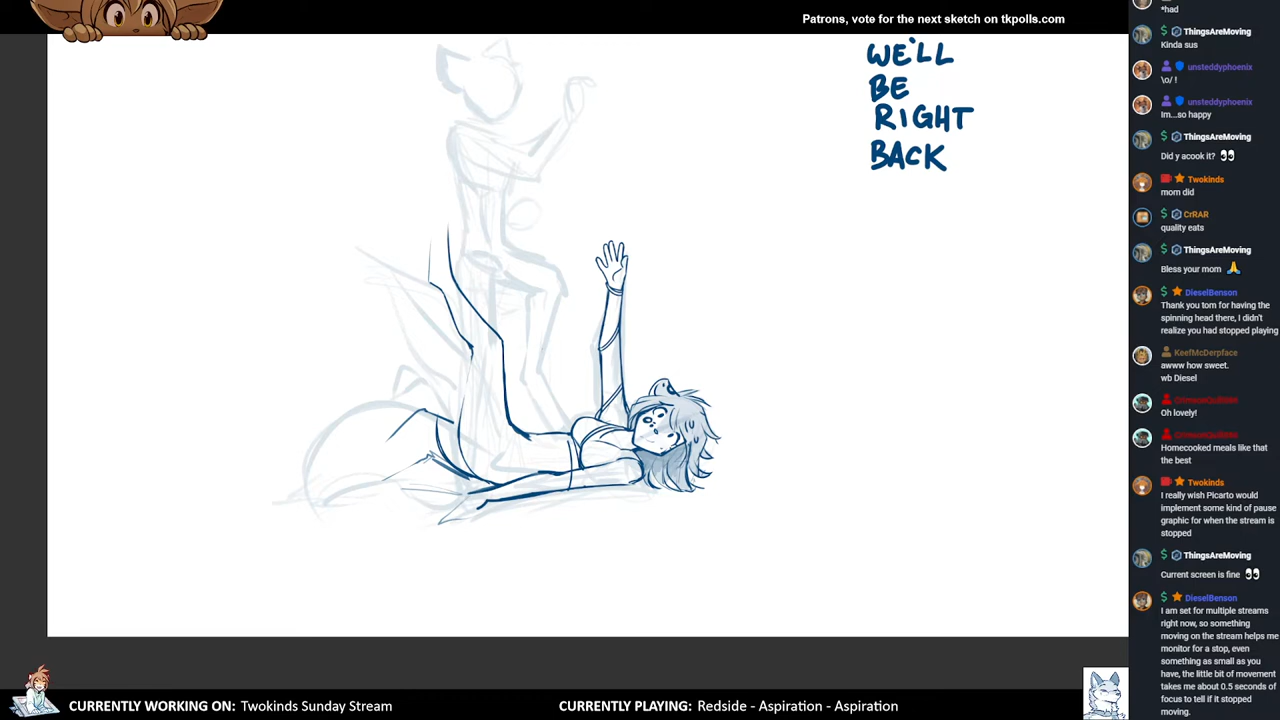 Patrons, vote for the next sketch on tkpolls.com
WE'LL
BE
RIGHT
BACK
*had
ThingsAreMoving
Kinda sus
unsteddyphoenix
\o/ !
unsteddyphoenix
Im...so happy
ThingsAreMoving
Did y acook it? 👀
Twokinds
mom did
CrRAR
quality eats
ThingsAreMoving
Bless your mom 🙏
DieselBenson
Thank you tom for having the
spinning head there, I didn't
realize you had stopped playing
KeefMcDerpface
awww how sweet.
wb Diesel
Oh lovely!
Homecooked meals like that
the best
Twokinds
I really wish Picarto would
implement some kind of pause
graphic for when the stream is
stopped
ThingsAreMoving
Current screen is fine 👀
DieselBenson
I am set for multiple streams
right now, so something
moving on the stream helps me
monitor for a stop, even
something as small as you
have, the little bit of movement
takes me about 0.5 seconds of
focus to tell if it stopped
moving.
CURRENTLY WORKING ON: Twokinds Sunday Stream
CURRENTLY PLAYING: Redside - Aspiration - Aspiration